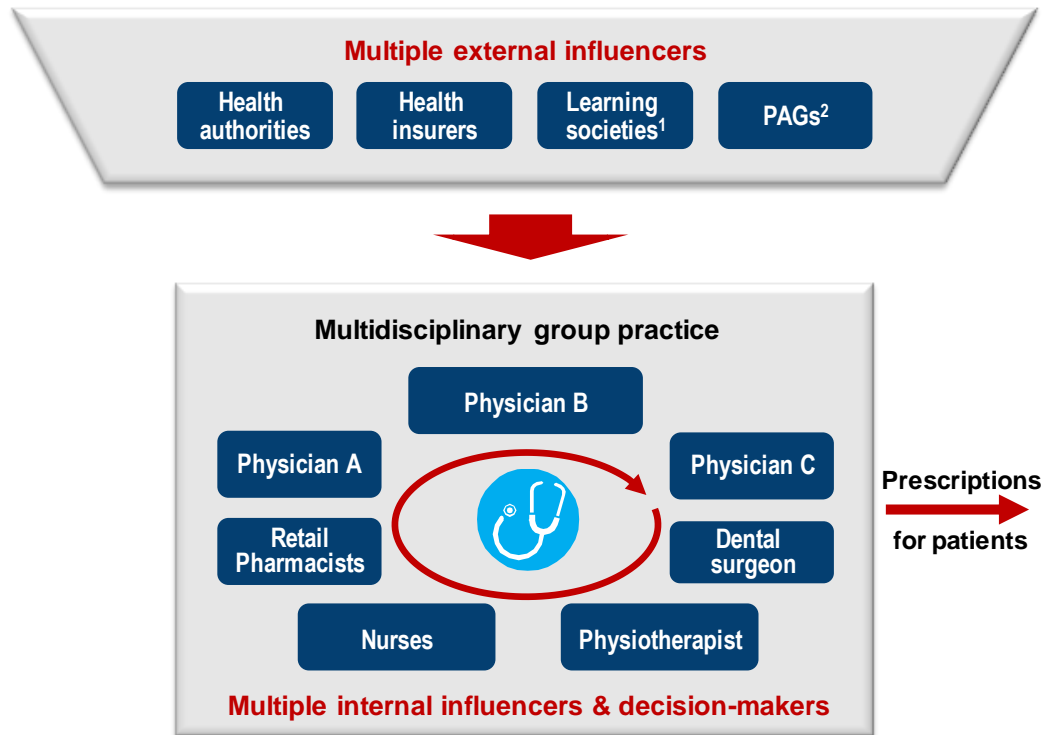 Multiple external influencers
Health
authorities
Health
insurers
Learning
societies¹
PAGs²
Multidisciplinary group practice
Physician B
Physician A
Physician C
Retail
Pharmacists
Dental
surgeon
Nurses
Physiotherapist
Multiple internal influencers & decision-makers
Prescriptions
for patients